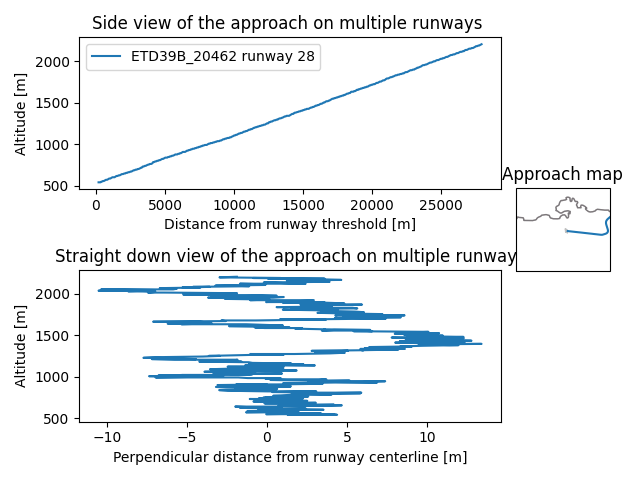 Side view of the approach on multiple runways
ETD39B_20462 runway 28
Altitude [m]
2000
1500
1000
500
0
5000
10000
15000
20000
25000
Distance from runway threshold [m]
Approach map
Straight down view of the approach on multiple runway
Altitude [m]
2000
1500
1000
500
−10
−5
0
5
10
Perpendicular distance from runway centerline [m]